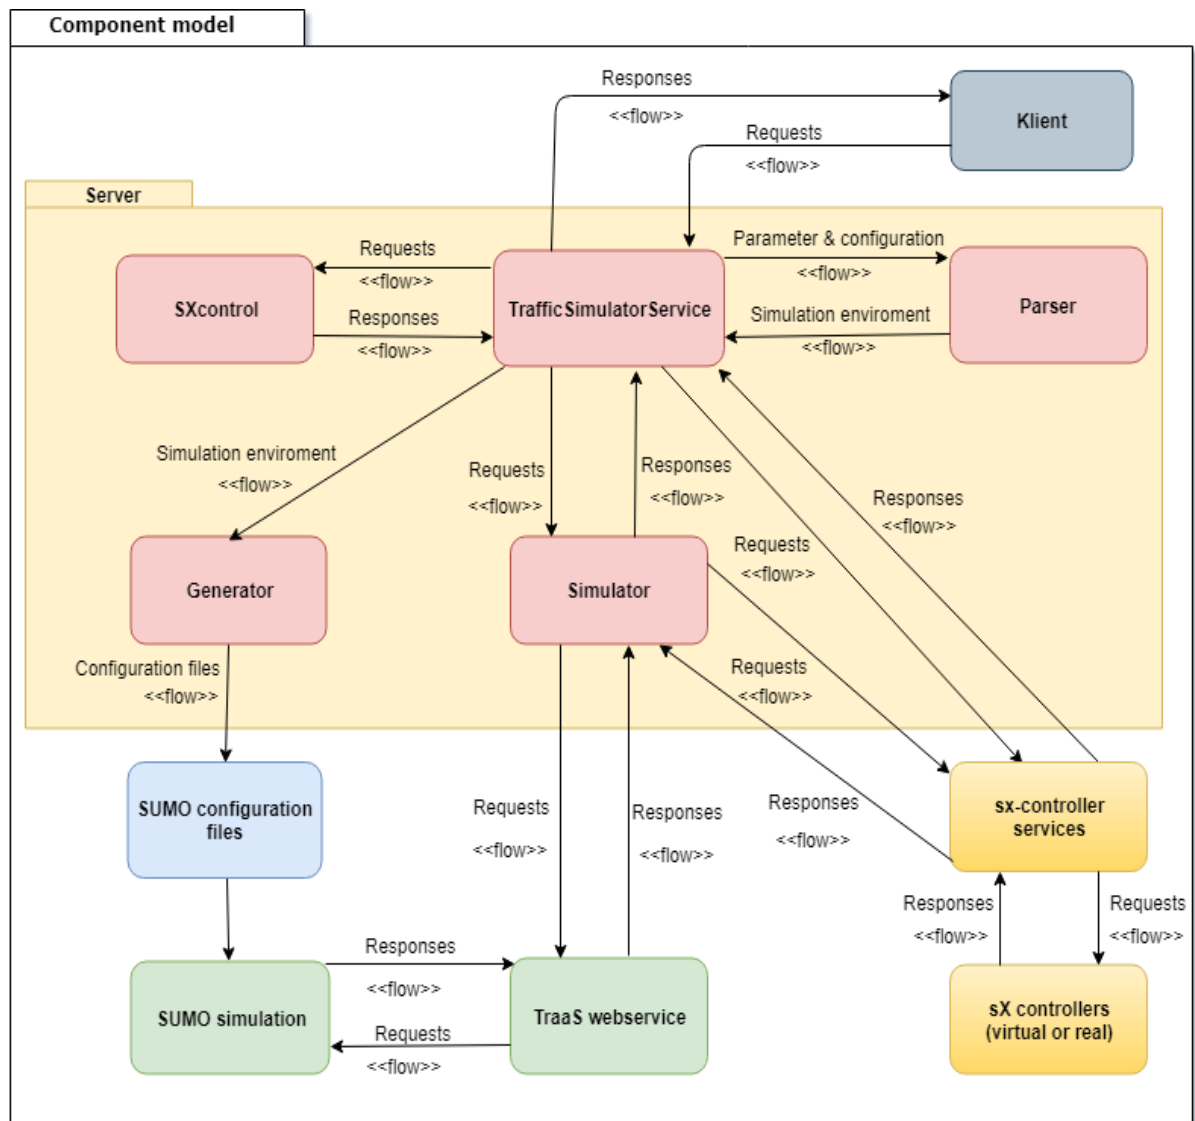 Component model
Responses
<<flow>>
Klient
Requests
<<flow>>
Server
Requests
<<flow>>
Parameter & configuration
<<flow>>
SXcontrol
TrafficSimulatorService
Parser
Responses
<<flow>>
Simulation enviroment
<<flow>>
Simulation enviroment
<<flow>>
Requests
<<flow>>
Responses
<<flow>>
Responses
<<flow>>
Requests
<<flow>>
Generator
Simulator
Configuration files
<<flow>>
Requests
<<flow>>
SUMO configuration
files
Requests
<<flow>>
Responses
<<flow>>
Responses
<<flow>>
sx-controller
services
Responses
<<flow>>
Requests
<<flow>>
Responses
<<flow>>
SUMO simulation
TraaS webservice
sX controllers
(virtual or real)
Requests
<<flow>>